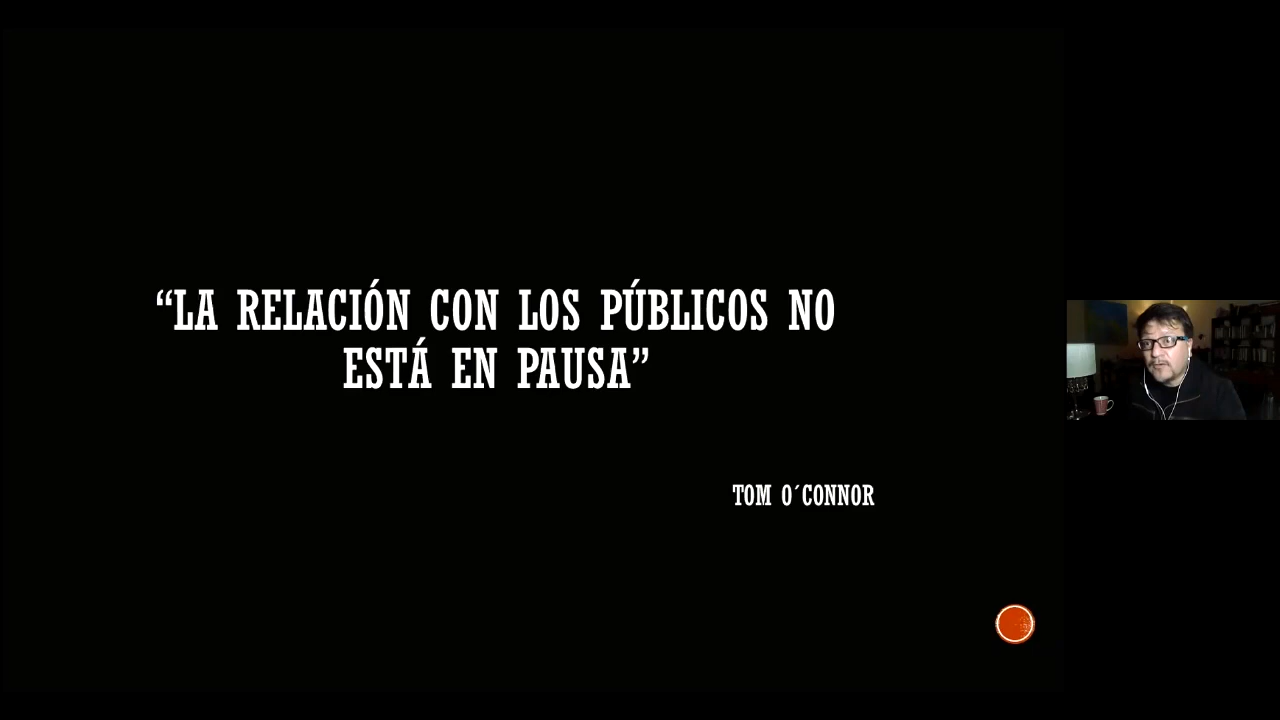 “LA RELACIÓN CON LOS PÚBLICOS NO
ESTÁ EN PAUSA”
TOM O´CONNOR